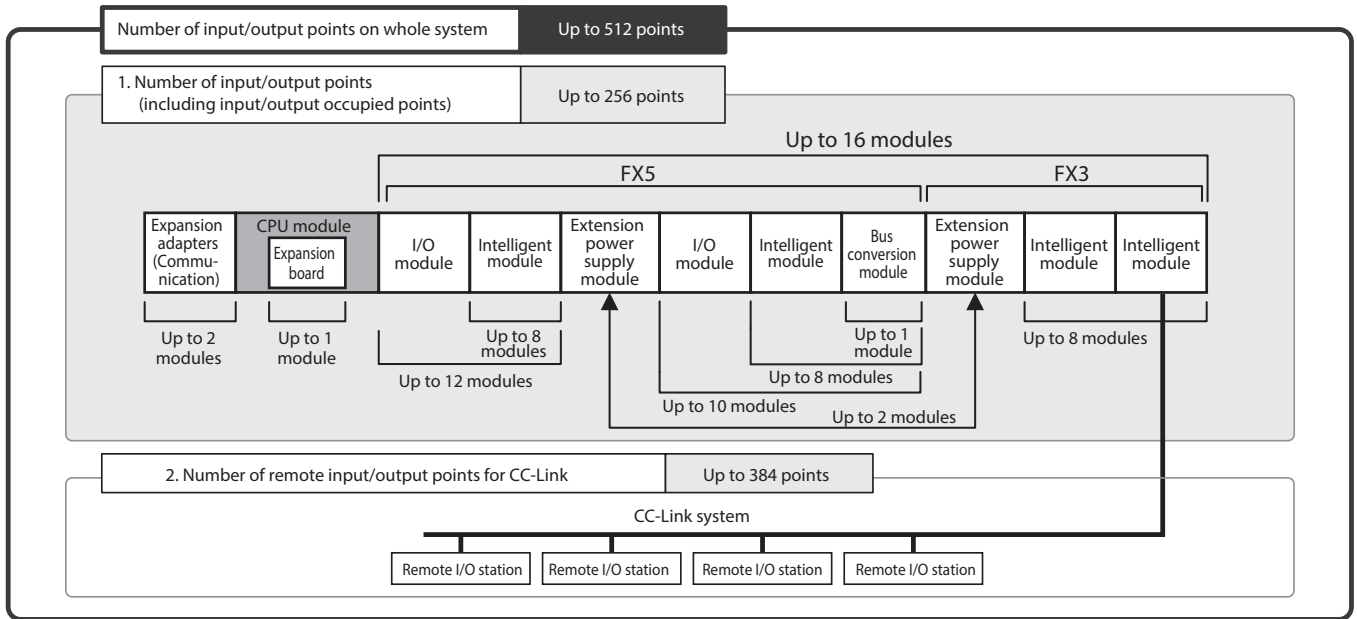 Number of input/output points on whole system
Up to 512 points
1. Number of input/output points
(including input/output occupied points)
Up to 256 points
Up to 16 modules
FX5
FX3
Expansion
adapters
(Commu-
nication)
CPU module
Expansion
board
I/O
module
Intelligent
module
Extension
power
supply
module
I/O
module
Intelligent
module
Bus
conversion
module
Extension
power
supply
module
Intelligent
module
Intelligent
module
Up to 2
modules
Up to 1
module
Up to 8
modules
Up to 12 modules
Up to 1
module
Up to 8 modules
Up to 10 modules
Up to 2 modules
Up to 8 modules
2. Number of remote input/output points for CC-Link
Up to 384 points
CC-Link system
Remote I/O station
Remote I/O station
Remote I/O station
Remote I/O station